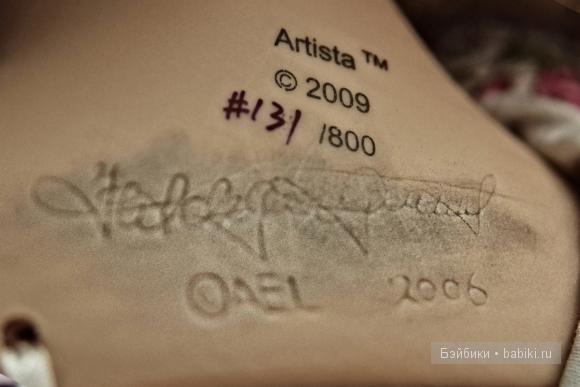 Artista ™
© 2009
#131 /800
© AEL 2006
Бэйбики • babiki.ru